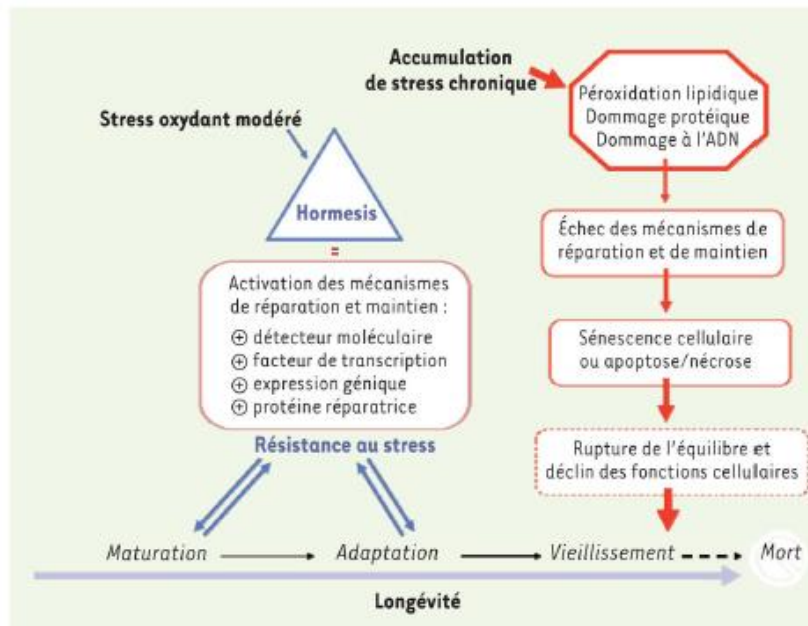 Accumulation
de stress chronique
Péroxidation lipidique
Dommage protéique
Dommage à l'ADN
Stress oxydant modéré
Hormesis
=
Activation des mécanismes
de réparation et maintien :
⊕ détecteur moléculaire
⊕ facteur de transcription
⊕ expression génique
⊕ protéine réparatrice
Résistance au stress
Échec des mécanismes de
réparation et de maintien
Sénescence cellulaire
ou apoptose/nécrose
Rupture de l'équilibre et
déclin des fonctions cellulaires
Maturation Adaptation Vieillissement Mort
Longévité